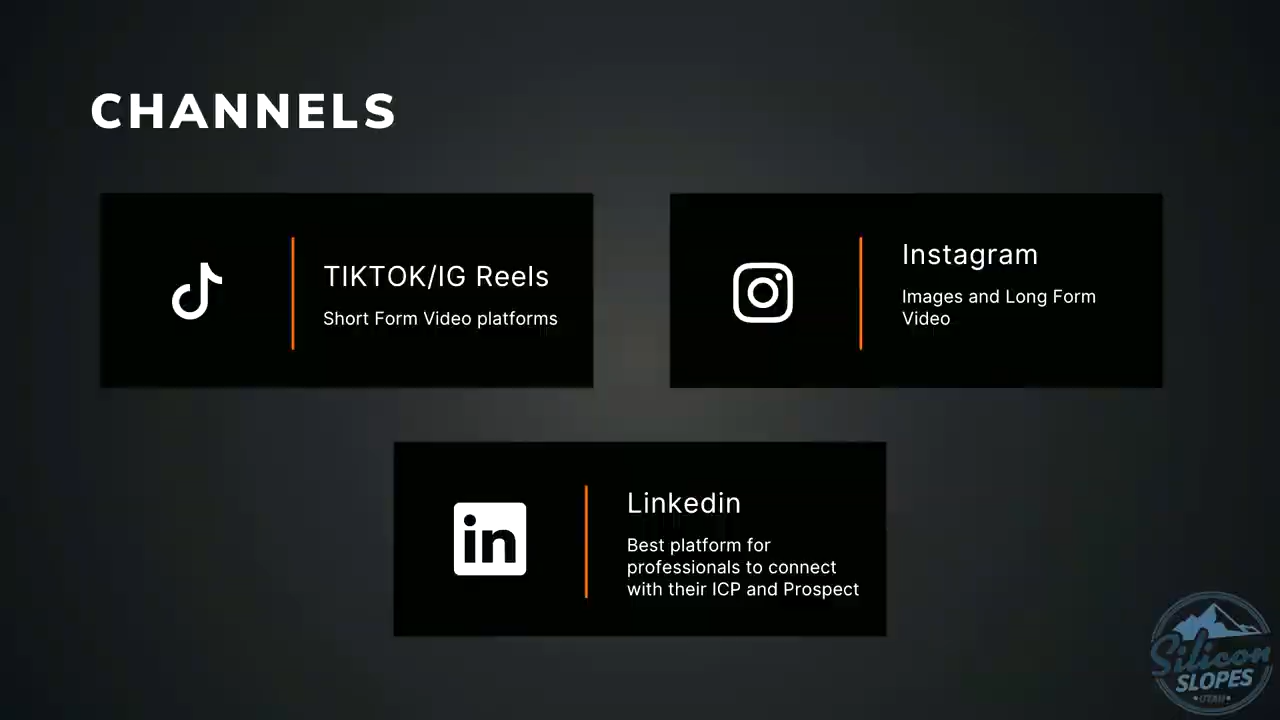 CHANNELS
TIKTOK/IG Reels
Short Form Video platforms
Instagram
Images and Long Form
Video
in
Linkedin
Best platform for
professionals to connect
with their ICP and Prospect
Silicon
SLOPES
UTAH